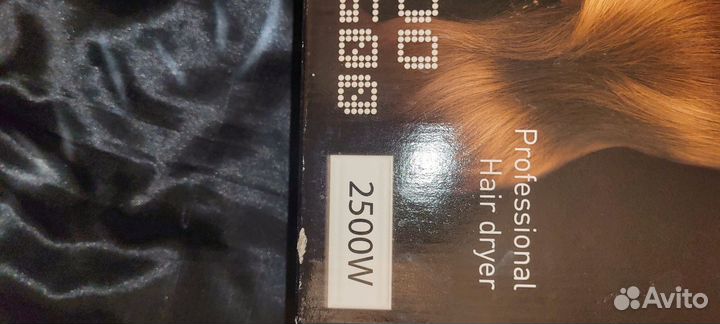 Professional
Hair dryer
2500W
Avito